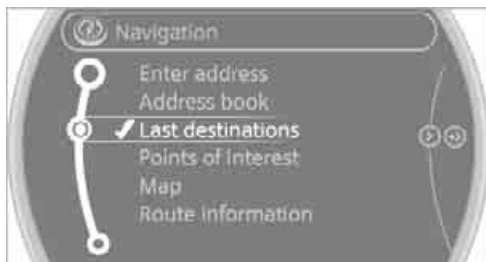 Navigation
Enter address
Address book
Last destinations
Points of Interest
Map
Route information